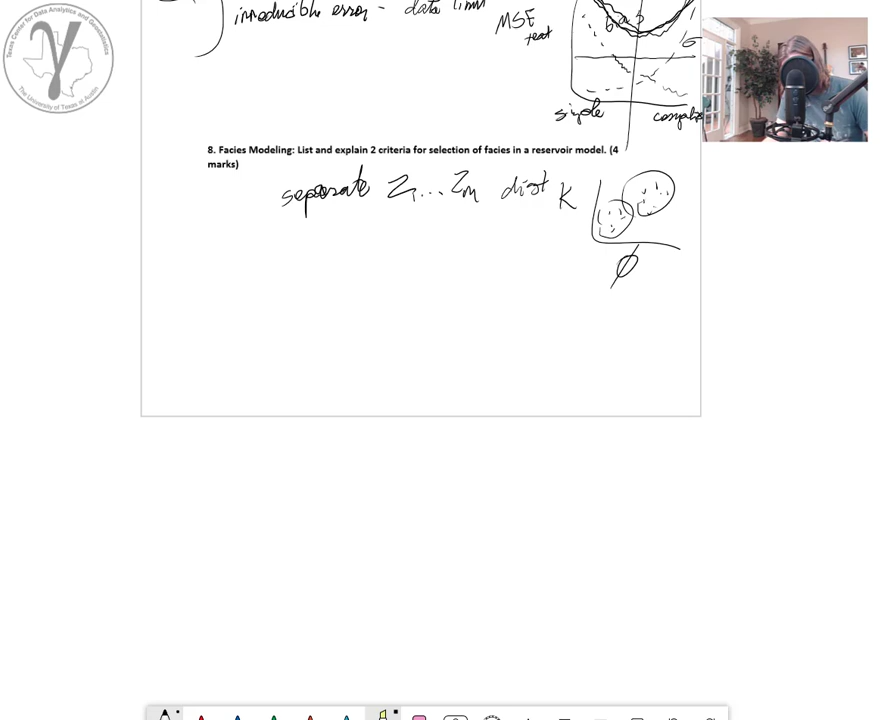 Texas Center for Data Analytics and Geostatistics
The University of Texas at Austin
γ
irreducible error - data limit
MSE
test
simple
8. Facies Modeling: List and explain 2 criteria for selection of facies in a reservoir model. (4
marks)
separate Z1...Zm dist K
ϕ